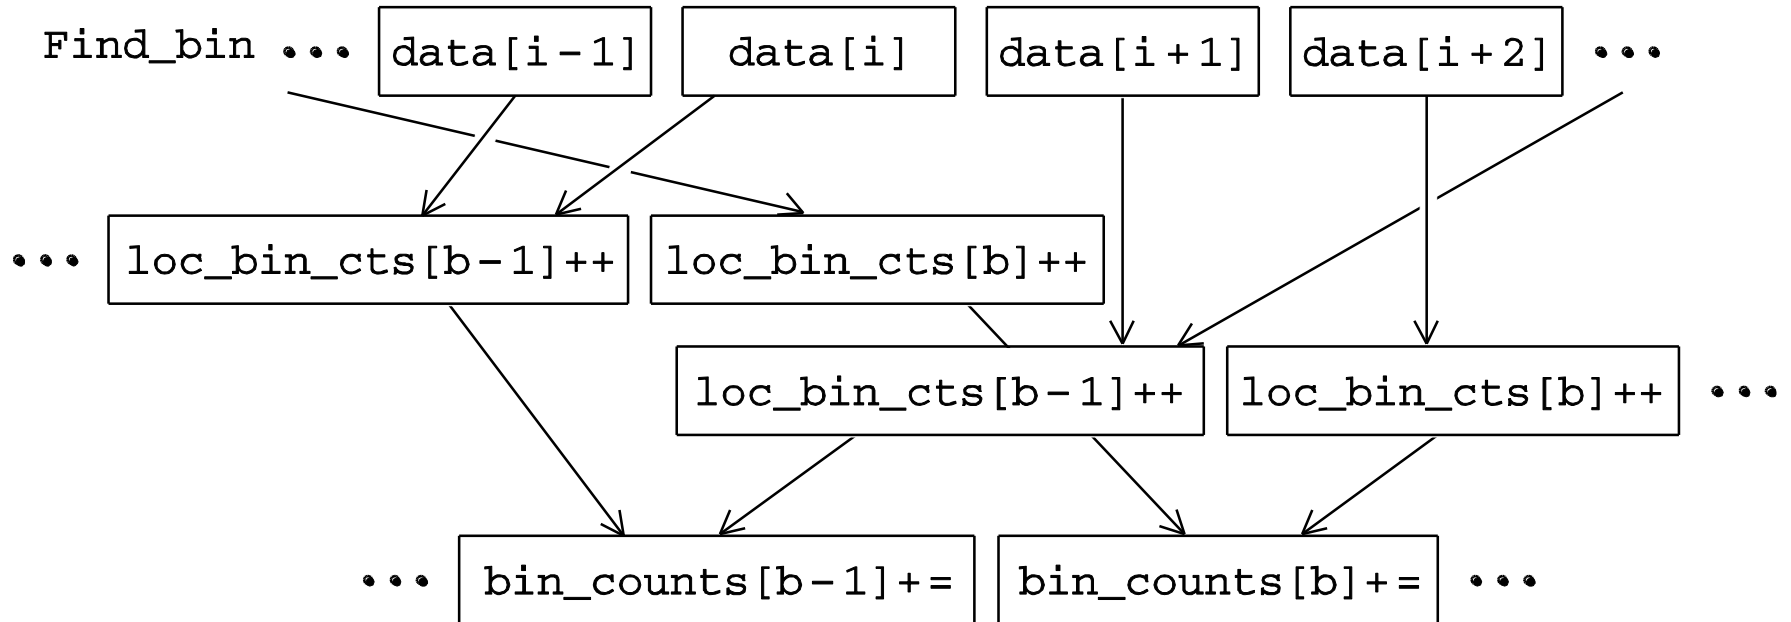 Find_bin ••• data[i-1] data[i] data[i+1] data[i+2] •••
••• loc_bin_cts[b-1]++ loc_bin_cts[b]++
loc_bin_cts[b-1]++ loc_bin_cts[b]++ •••
••• bin_counts[b-1]+= bin_counts[b]+= •••